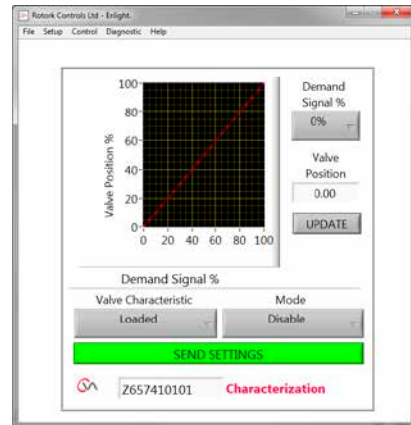 Rotork Controls Ltd - Enlight.
File Setup Control Diagnostic Help
100
80
60
40
20
0
Valve Position %
0 20 40 60 80 100
Demand Signal %
Demand
Signal %
0%
Valve
Position
0.00
UPDATE
Valve Characteristic
Mode
Loaded
Disable
SEND SETTINGS
Z657410101
Characterization